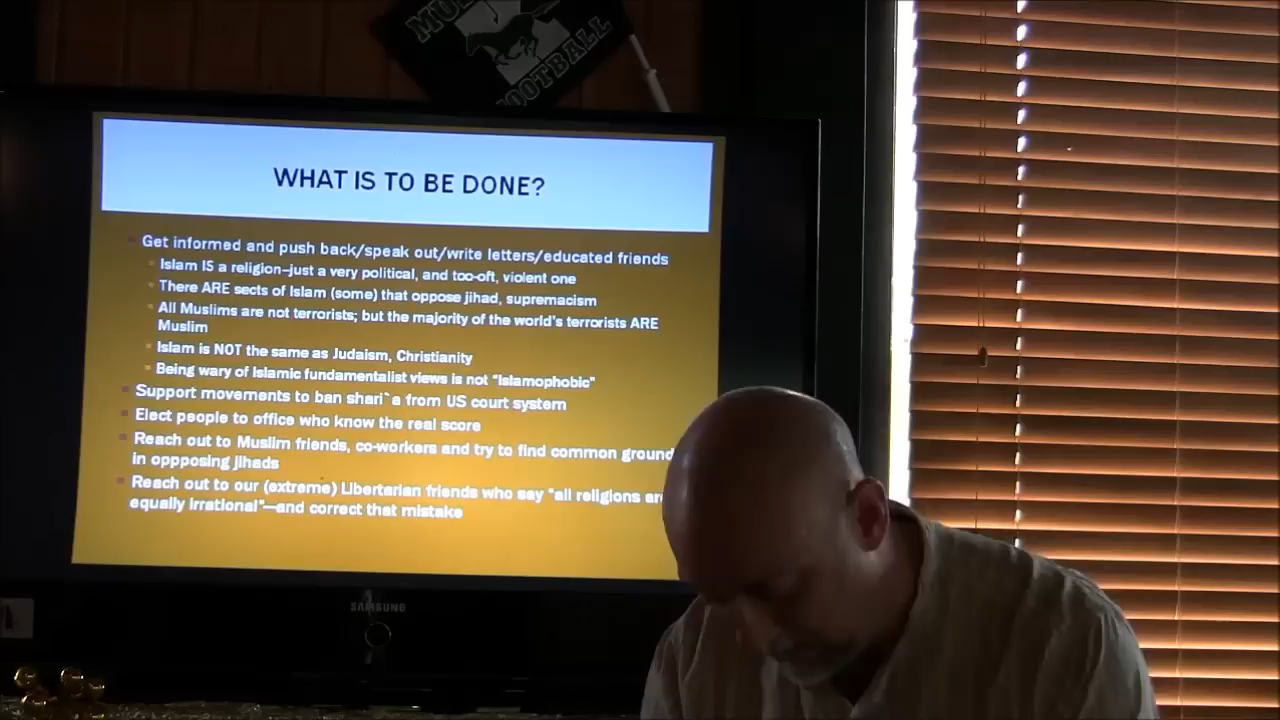 MU
FOOTBALL
WHAT IS TO BE DONE?
Get informed and push back/speak out/write letters/educated friends
Islam IS a religion–just a very political, and too-oft, violent one
There ARE sects of Islam (some) that oppose jihad, supremacism
All Muslims are not terrorists; but the majority of the world's terrorists ARE
Muslim
Islam is NOT the same as Judaism, Christianity
Being wary of Islamic fundamentalist views is not "Islamophobic"
Support movements to ban shari`a from US court system
Elect people to office who know the real score
Reach out to Muslim friends, co-workers and try to find common ground
in oppposing jihads
Reach out to our (extreme) Libertarian friends who say "all religions are
equally irrational"—and correct that mistake
SAMSUNG